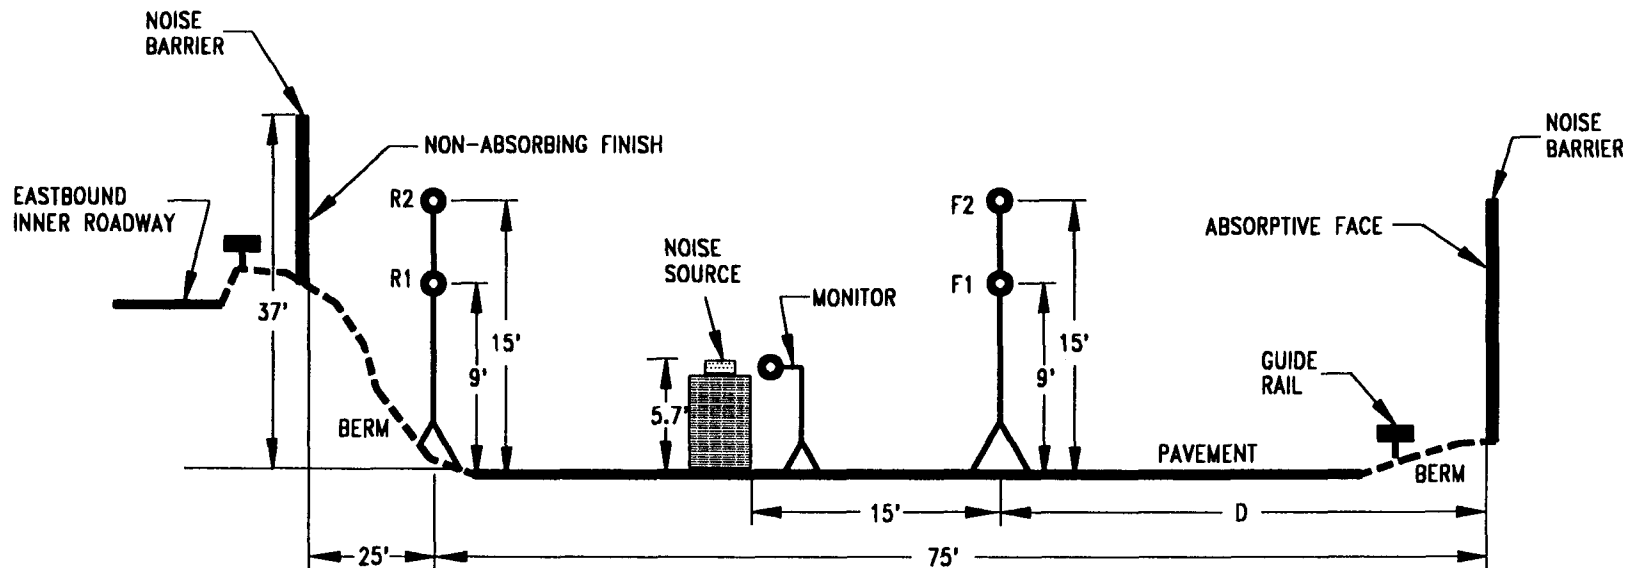 NOISE
BARRIER
NON-ABSORBING FINISH
EASTBOUND
INNER ROADWAY
37'
R2
R1
15'
9'
BERM
NOISE
SOURCE
MONITOR
5.7'
F2
F1
15'
9'
NOISE
BARRIER
ABSORPTIVE FACE
GUIDE
RAIL
PAVEMENT
BERM
15'
D
25'
75'